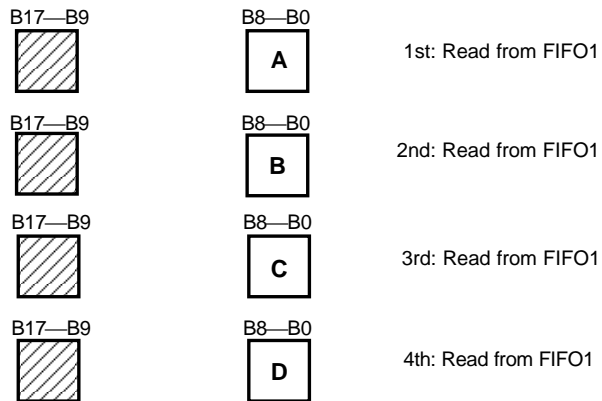 B17—B9 B8—B0
A 1st: Read from FIFO1
B17—B9 B8—B0
B 2nd: Read from FIFO1
B17—B9 B8—B0
C 3rd: Read from FIFO1
B17—B9 B8—B0
D 4th: Read from FIFO1